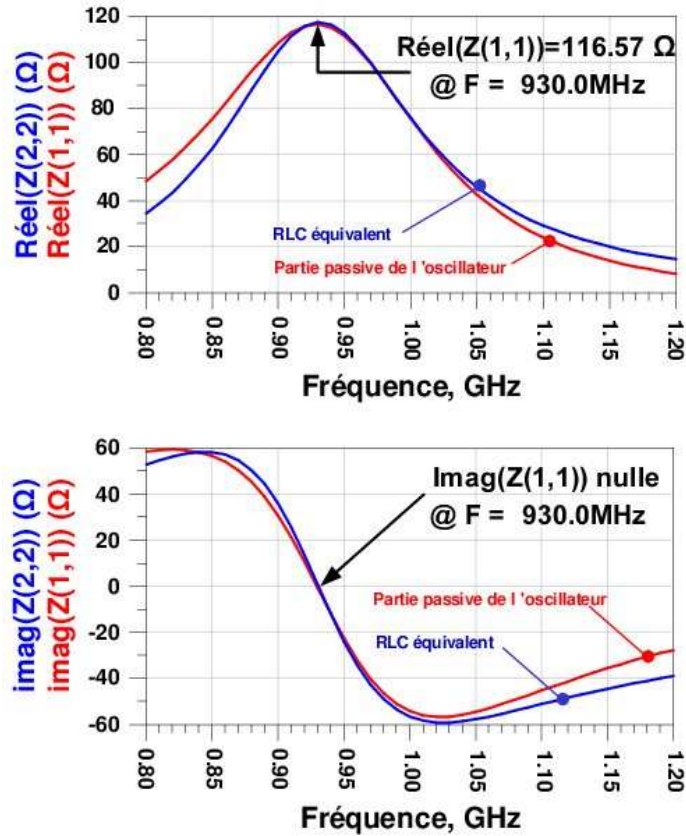 120
100
80
60
40
20
0
Réel(Z(2,2)) (Ω)
Réel(Z(1,1)) (Ω)
Réel(Z(1,1))=116.57 Ω
@ F = 930.0MHz
RLC équivalent
Partie passive de l 'oscillateur
0.80
0.85
0.90
0.95
1.00
1.05
1.10
1.15
1.20
Fréquence, GHz
60
40
20
0
-20
-40
-60
imag(Z(2,2)) (Ω)
imag(Z(1,1)) (Ω)
Imag(Z(1,1)) nulle
@ F = 930.0MHz
Partie passive de l 'oscillateur
RLC équivalent
0.80
0.85
0.90
0.95
1.00
1.05
1.10
1.15
1.20
Fréquence, GHz